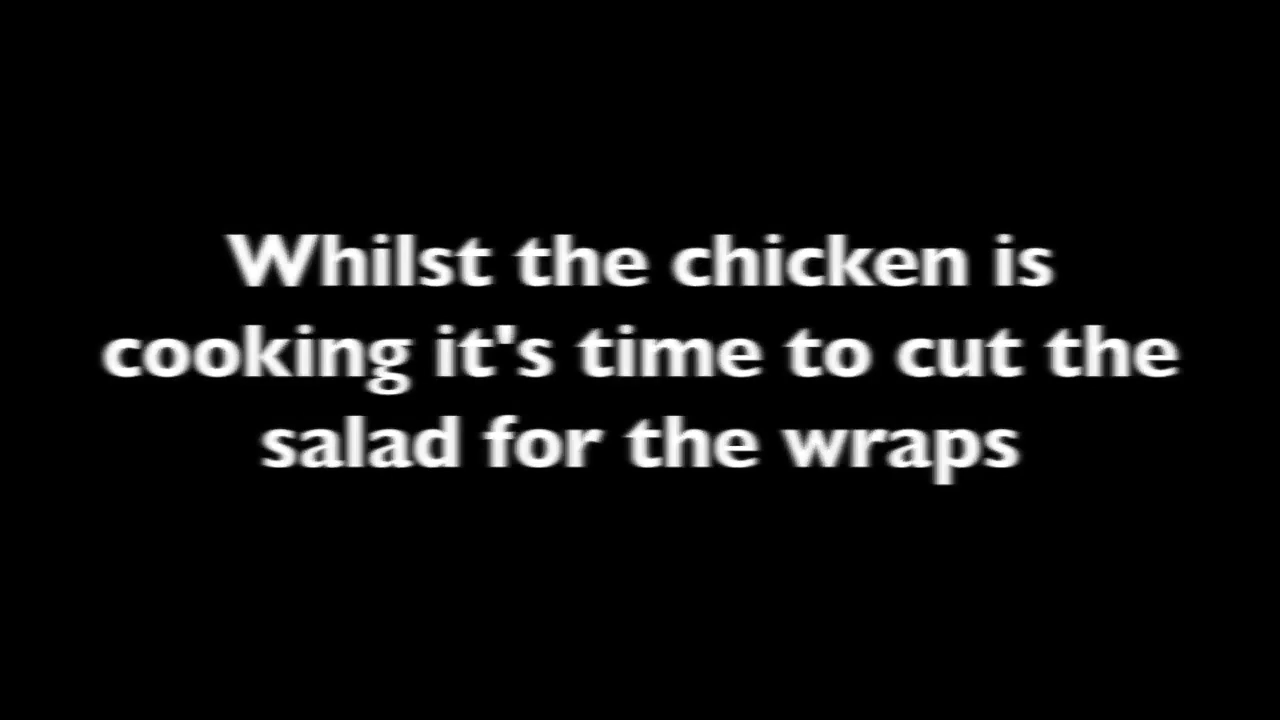 Whilst the chicken is
cooking it's time to cut the
salad for the wraps